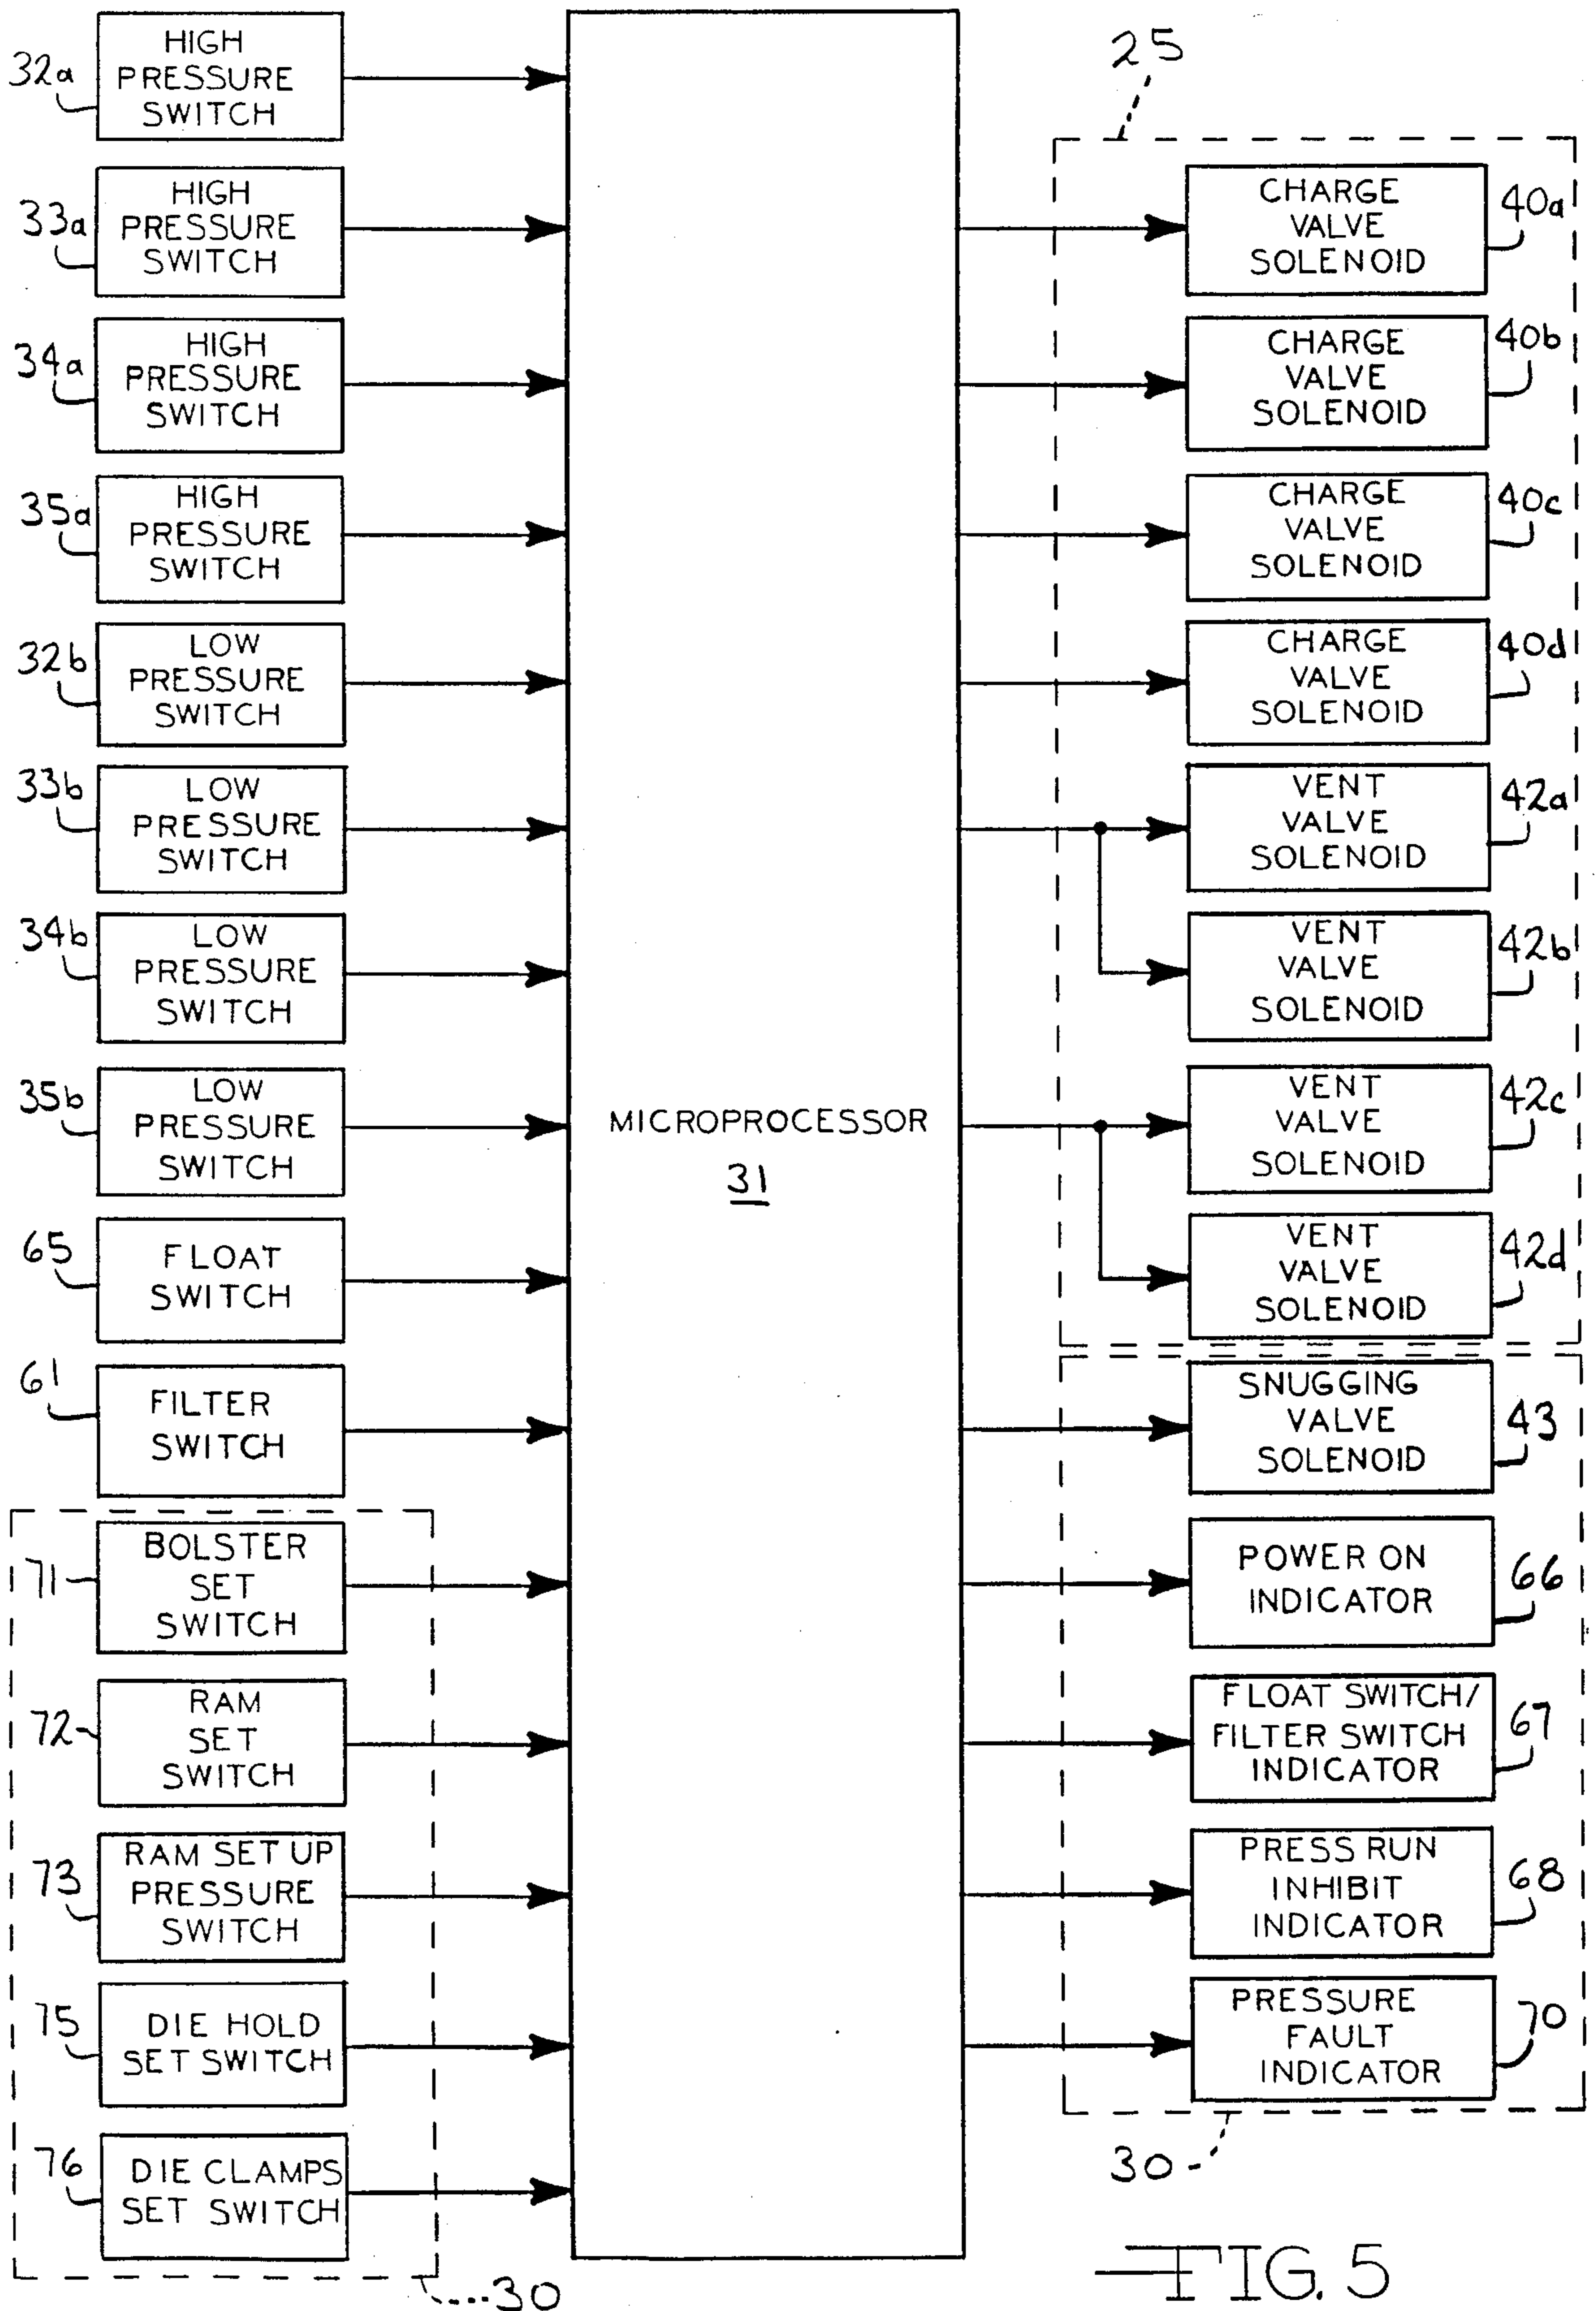 32a
HIGH
PRESSURE
SWITCH
33a
HIGH
PRESSURE
SWITCH
34a
HIGH
PRESSURE
SWITCH
35a
HIGH
PRESSURE
SWITCH
32b
LOW
PRESSURE
SWITCH
33b
LOW
PRESSURE
SWITCH
34b
LOW
PRESSURE
SWITCH
35b
LOW
PRESSURE
SWITCH
65
FLOAT
SWITCH
61
FILTER
SWITCH
71
BOLSTER
SET
SWITCH
72
RAM
SET
SWITCH
73
RAM SET UP
PRESSURE
SWITCH
75
DIE HOLD
SET SWITCH
76
DIE CLAMPS
SET SWITCH
30
MICROPROCESSOR
31
25
CHARGE
VALVE
SOLENOID
40a
CHARGE
VALVE
SOLENOID
40b
CHARGE
VALVE
SOLENOID
40c
CHARGE
VALVE
SOLENOID
40d
VENT
VALVE
SOLENOID
42a
VENT
VALVE
SOLENOID
42b
VENT
VALVE
SOLENOID
42c
VENT
VALVE
SOLENOID
42d
SNUGGING
VALVE
SOLENOID
43
POWER ON
INDICATOR
66
FLOAT SWITCH/
FILTER SWITCH
INDICATOR
67
PRESS RUN
INHIBIT
INDICATOR
68
PRESSURE
FAULT
INDICATOR
70
30
FIG. 5